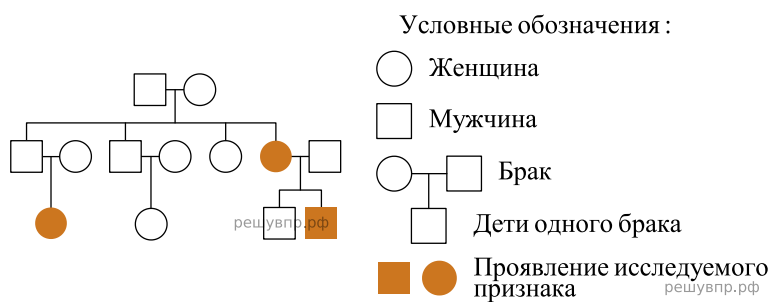 Условные обозначения :
Женщина
Мужчина
Брак
Дети одного брака
Проявление исследуемого
признака
решувпр.рф
решувпр.рф